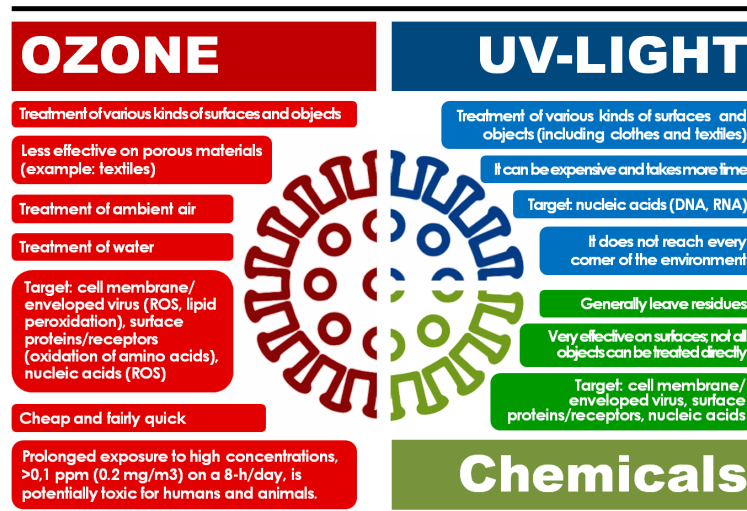 OZONE
Treatment of various kinds of surfaces and objects
Less effective on porous materials
(example: textiles)
Treatment of ambient air
Treatment of water
Target: cell membrane/
enveloped virus (ROS, lipid
peroxidation), surface
proteins/receptors
(oxidation of amino acids),
nucleic acids (ROS)
Cheap and fairly quick
Prolonged exposure to high concentrations,
>0,1 ppm (0.2 mg/m3) on a 8-h/day, is
potentially toxic for humans and animals.
UV-LIGHT
Treatment of various kinds of surfaces and
objects (including clothes and textiles)
It can be expensive and takes more time
Target: nucleic acids (DNA, RNA)
It does not reach every
corner of the environment
Generally leave residues
Very effective on surfaces; not all
objects can be treated directly
Target: cell membrane/
enveloped virus, surface
proteins/receptors, nucleic acids
Chemicals